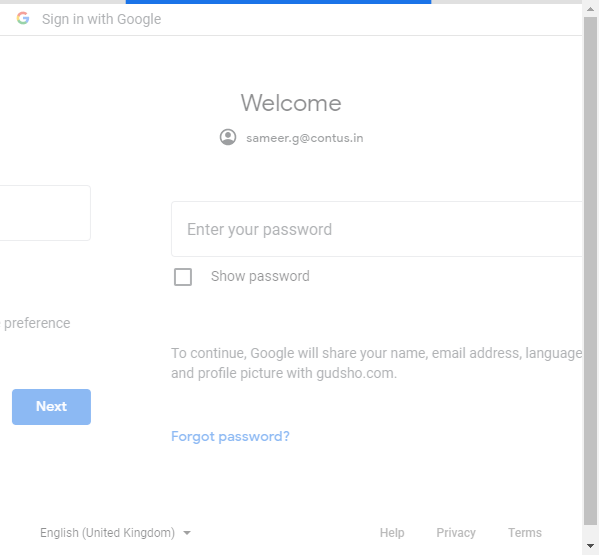 Sign in with Google
Welcome
sameer.g@contus.in
Enter your password
Show password
preference
To continue, Google will share your name, email address, language
and profile picture with gudsho.com.
Next
Forgot password?
English (United Kingdom)
Help
Privacy
Terms